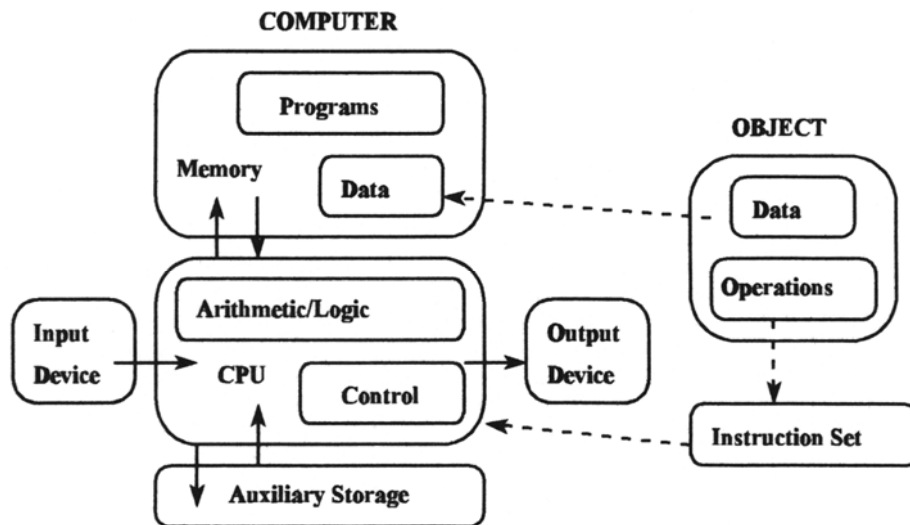 COMPUTER
Programs
Memory
Data
OBJECT
Data
Operations
Arithmetic/Logic
Input
Device
CPU
Control
Output
Device
Instruction Set
Auxiliary Storage